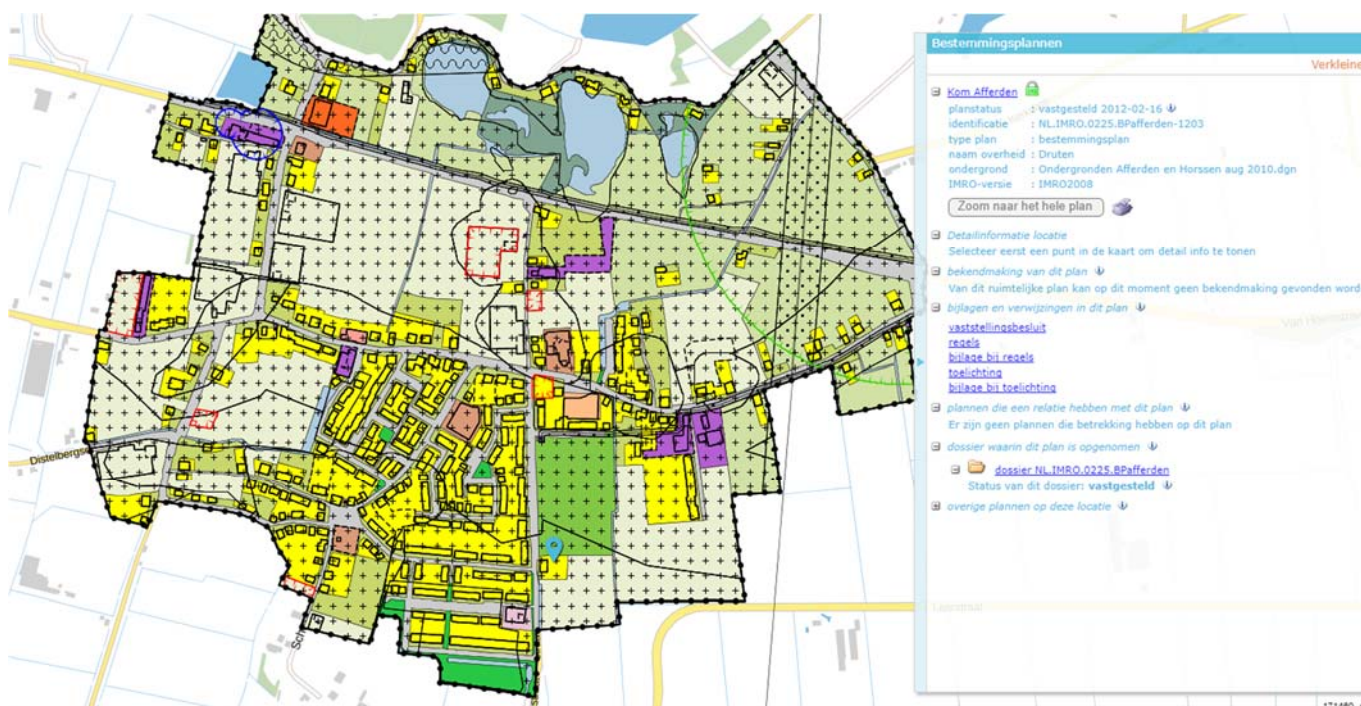 Bestemmingsplannen
Verkleine
Kom Afferden
planstatus : vastgesteld 2012-02-16
identificatie : NL.IMRO.0225.BPafferden-1203
type plan : bestemmingsplan
naam overheid : Druten
ondergrond : Ondergronden Afferden en Horssen aug 2010.dgn
IMRO-versie : IMRO2008
Zoom naar het hele plan
Detailinformatie locatie
Selecteer eerst een punt in de kaart om detail info te tonen
bekendmaking van dit plan
Van dit ruimtelijke plan kan op dit moment geen bekendmaking gevonden word
bijlagen en verwijzingen in dit plan
vaststellingsbesluit
regels
bijlage bij regels
toelichting
bijlage bij toelichting
plannen die een relatie hebben met dit plan
Er zijn geen plannen die betrekking hebben op dit plan
dossier waarin dit plan is opgenomen
dossier NL.IMRO.0225.BPafferden
Status van dit dossier: vastgesteld
overige plannen op deze locatie
Distelbergse
Sch